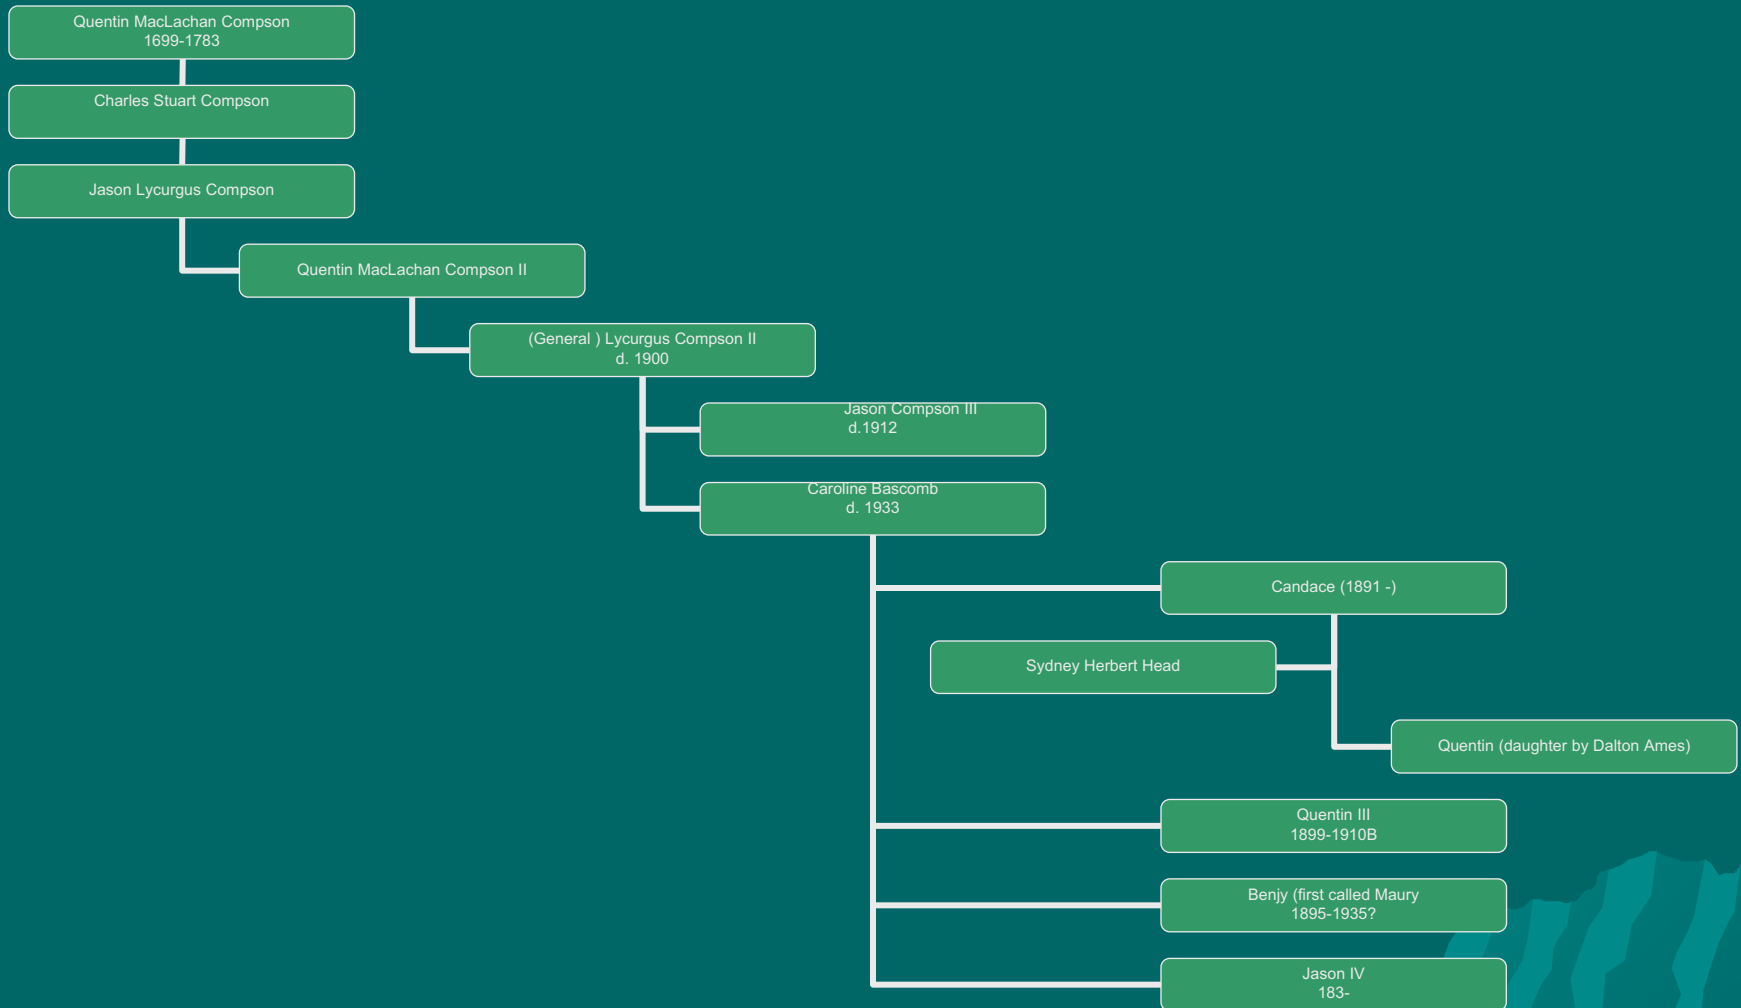 Quentin MacLachan Compson
1699-1783
Charles Stuart Compson
Jason Lycurgus Compson
Quentin MacLachan Compson II
(General ) Lycurgus Compson II
d. 1900
Jason Compson III
d.1912
Caroline Bascomb
d. 1933
Candace (1891 -)
Sydney Herbert Head
Quentin (daughter by Dalton Ames)
Quentin III
1899-1910B
Benjy (first called Maury
1895-1935?
Jason IV
183-